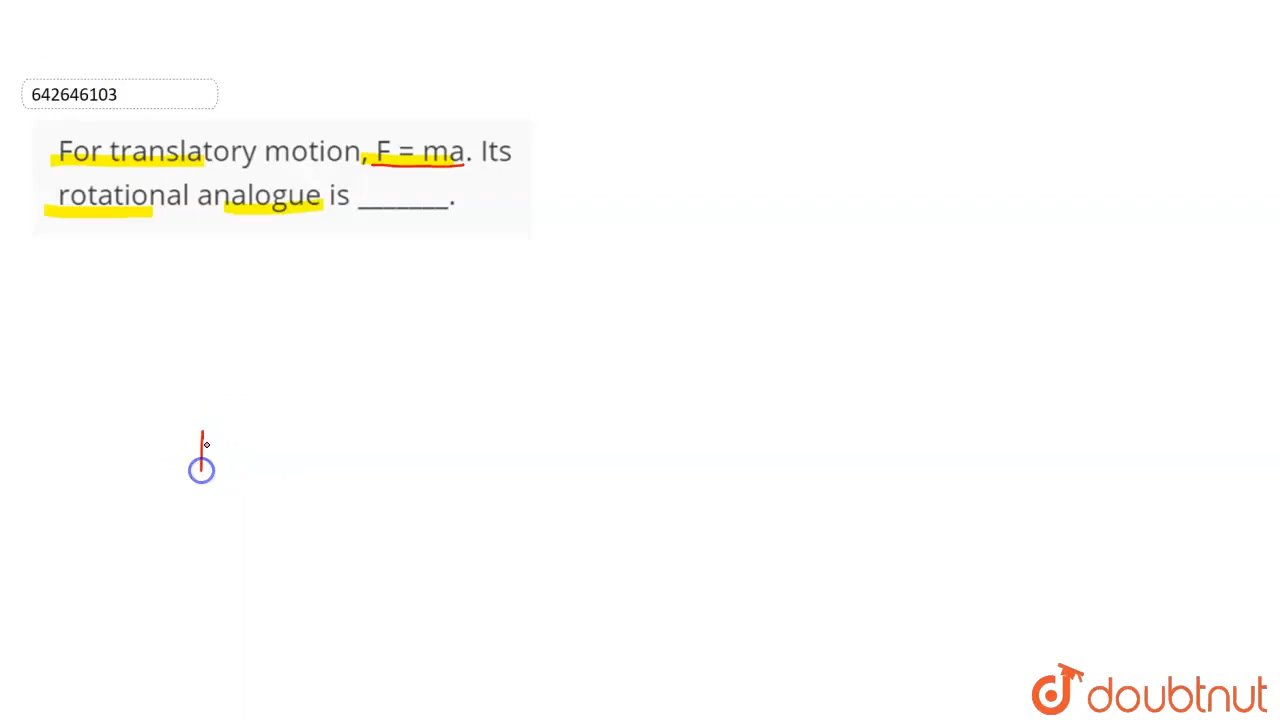 642646103
For translatory motion, F = ma. Its
rotational analogue is _______.
doubtnut